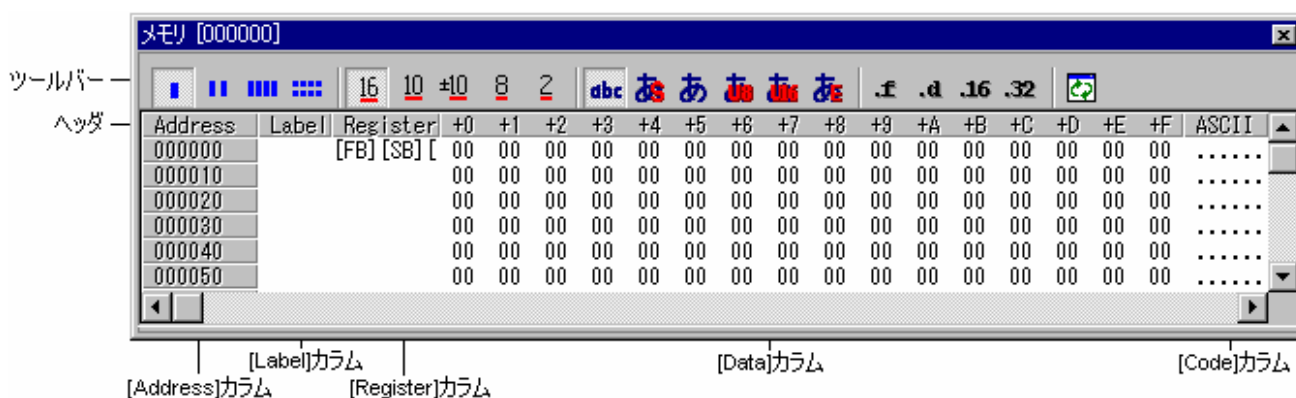 メモリ [000000]
ツールバー
16 10 ±10 8 2 abc あS あ あU8 あU16 あE .f .d .16 .32
ヘッダ
Address Label Register +0 +1 +2 +3 +4 +5 +6 +7 +8 +9 +A +B +C +D +E +F ASCII
000000 [FB][SB][ 00 00 00 00 00 00 00 00 00 00 00 00 00 00 00 00 ......
000010 00 00 00 00 00 00 00 00 00 00 00 00 00 00 00 00 ......
000020 00 00 00 00 00 00 00 00 00 00 00 00 00 00 00 00 ......
000030 00 00 00 00 00 00 00 00 00 00 00 00 00 00 00 00 ......
000040 00 00 00 00 00 00 00 00 00 00 00 00 00 00 00 00 ......
000050 00 00 00 00 00 00 00 00 00 00 00 00 00 00 00 00 ......
[Label]カラム [Data]カラム [Code]カラム
[Address]カラム [Register]カラム